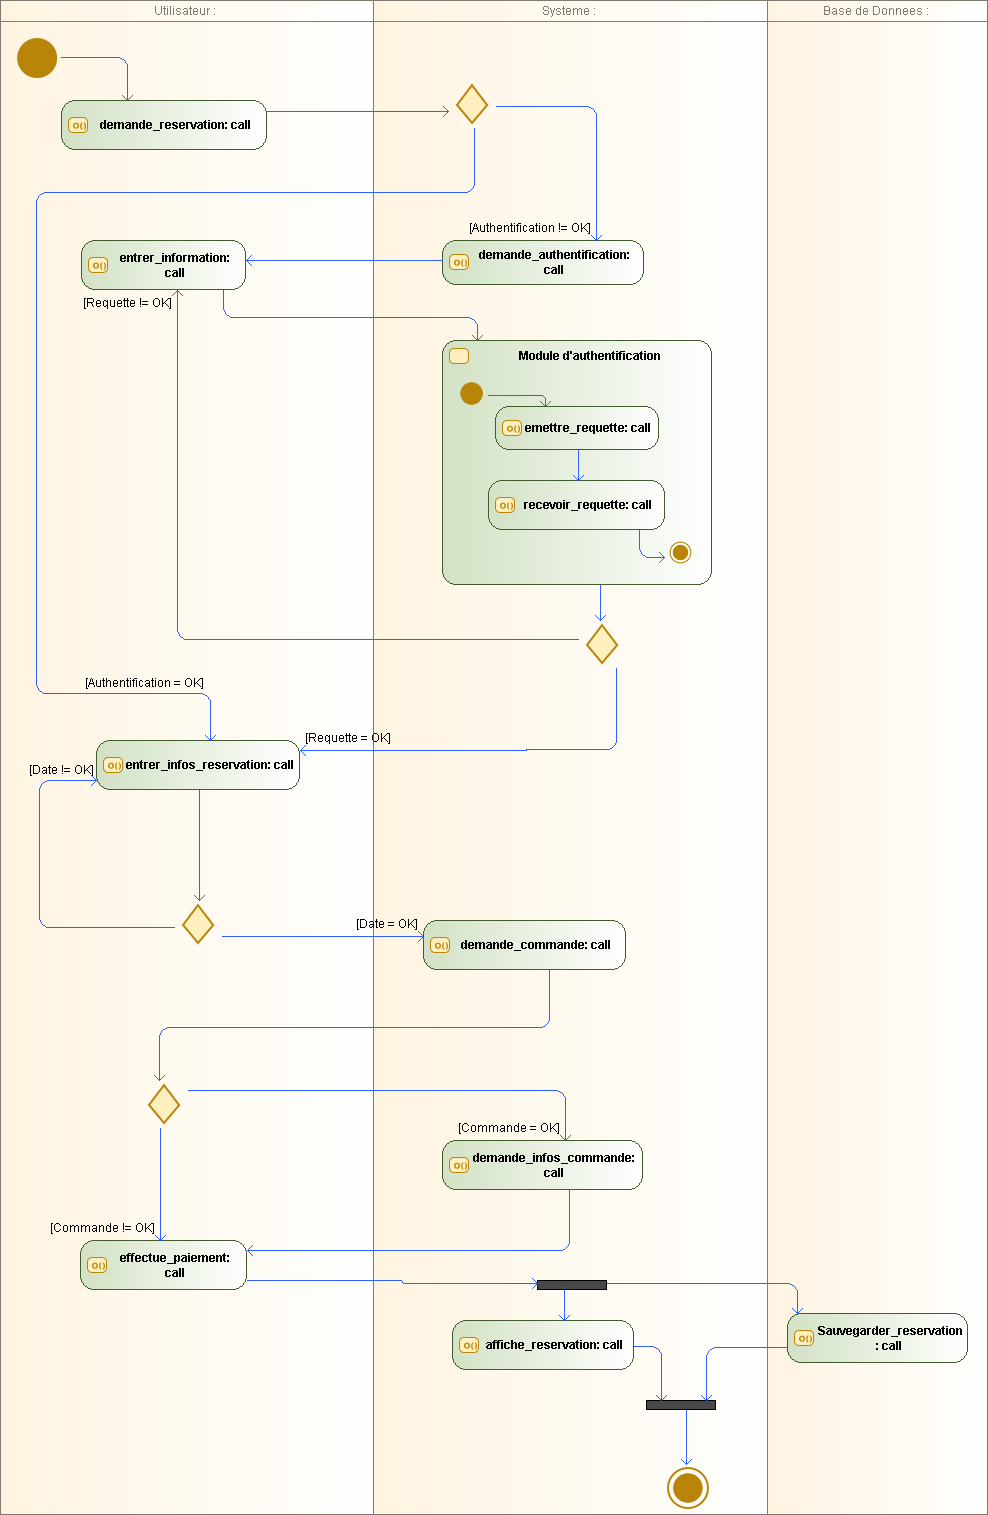 Utilisateur :
Systeme :
Base de Donnees :
demande_reservation: call
[Authentification != OK]
entrer_information:
call
demande_authentification:
call
[Requette != OK]
Module d'authentification
emettre_requette: call
recevoir_requette: call
[Authentification = OK]
[Requette = OK]
entrer_infos_reservation: call
[Date != OK]
[Date = OK]
demande_commande: call
[Commande = OK]
demande_infos_commande:
call
[Commande != OK]
effectue_paiement:
call
affiche_reservation: call
Sauvegarder_reservation
: call